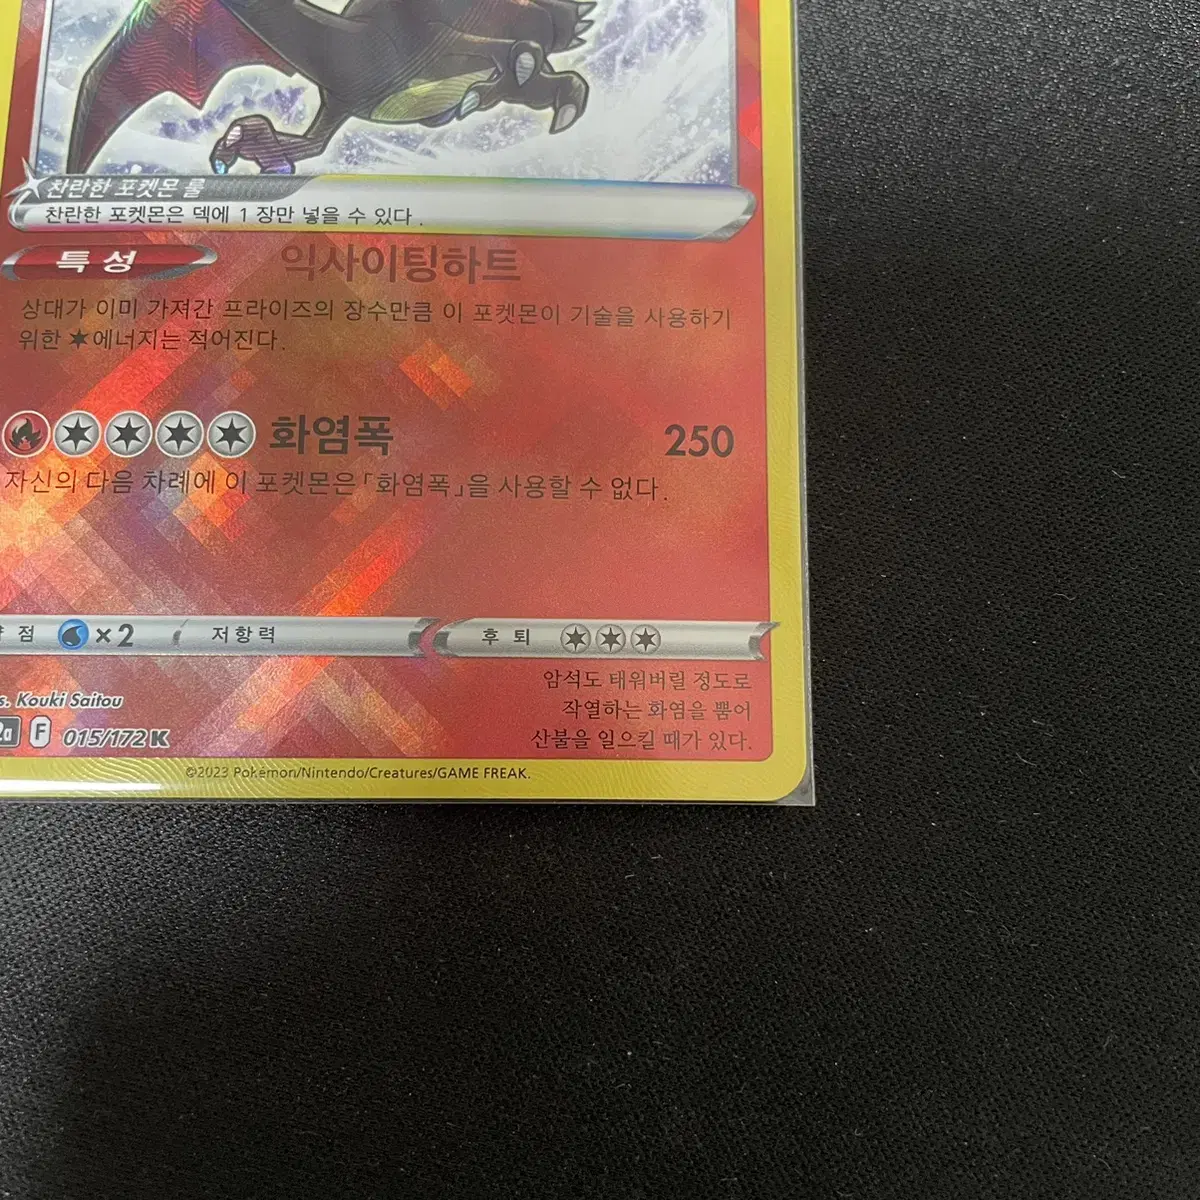 찬란한 포켓몬 룰
찬란한 포켓몬은 덱에 1 장만 넣을 수 있다.
특성 익사이팅하트
상대가 이미 가져간 프라이즈의 장수만큼 이 포켓몬이 기술을 사용하기
위한 에너지는 적어진다.
화염폭 250
자신의 다음 차례에 이 포켓몬은 「화염폭」을 사용할 수 없다.
점 ×2 저항력 후퇴
암석도 태워버릴 정도로
작열하는 화염을 뿜어
산불을 일으킬 때가 있다.
Kouki Saitou
F 015/172 K
©2023 Pokémon/Nintendo/Creatures/GAME FREAK.